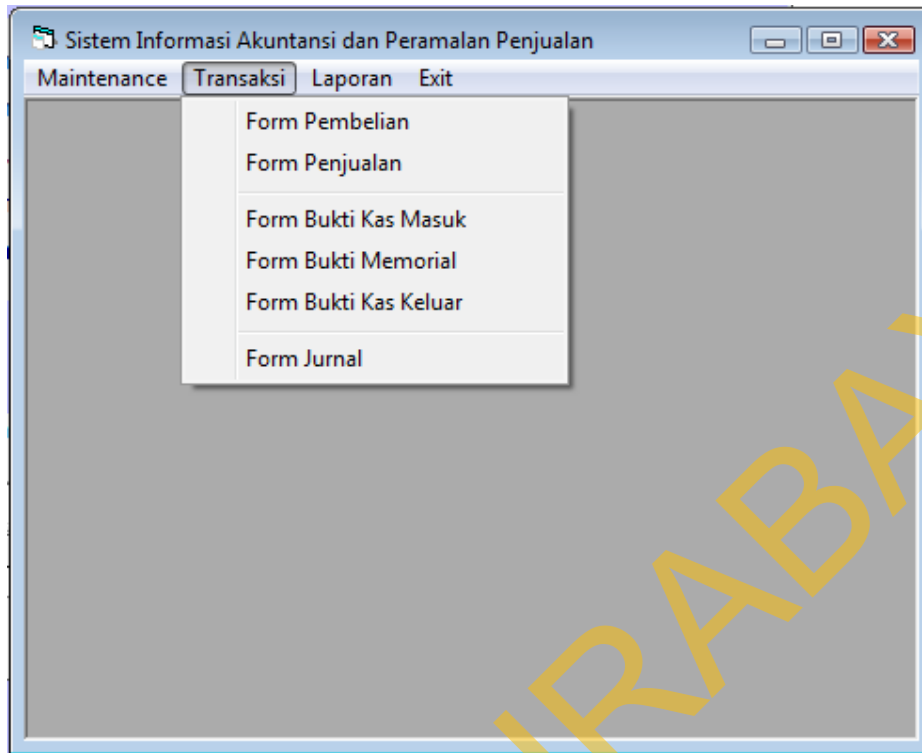 Sistem Informasi Akuntansi dan Peramalan Penjualan
Maintenance Transaksi Laporan Exit
Form Pembelian
Form Penjualan
Form Bukti Kas Masuk
Form Bukti Memorial
Form Bukti Kas Keluar
Form Jurnal